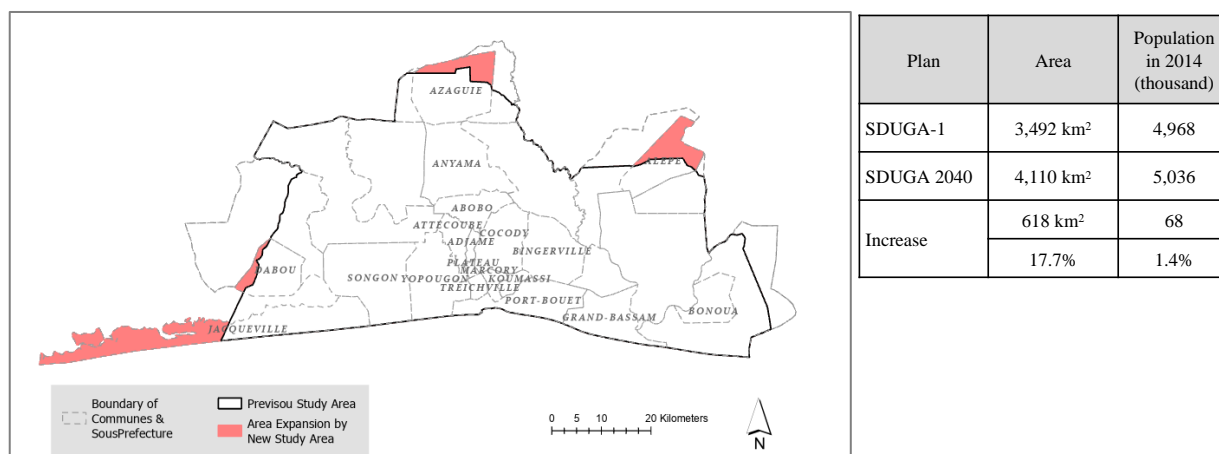 AZAGUIE
ALEPE
ANYAMA
ABOBO
ATTECOUBE
COCODY
ADJAME
BINGERVILLE
PLATEAU
DABOU
MARCORY
SONGON
YOPOUGON
KOUMASSI
TREICHVILLE
PORT-BOUET
GRAND-BASSAM
BONOUA
JACQUEVILLE
Boundary of
Communes &
SousPrefecture
Previsou Study Area
Area Expansion by
New Study Area
0 5 10 20 Kilometers
N
Plan Area Population
in 2014
(thousand)
SDUGA-1 3,492 km² 4,968
SDUGA 2040 4,110 km² 5,036
Increase 618 km² 68
17.7% 1.4%